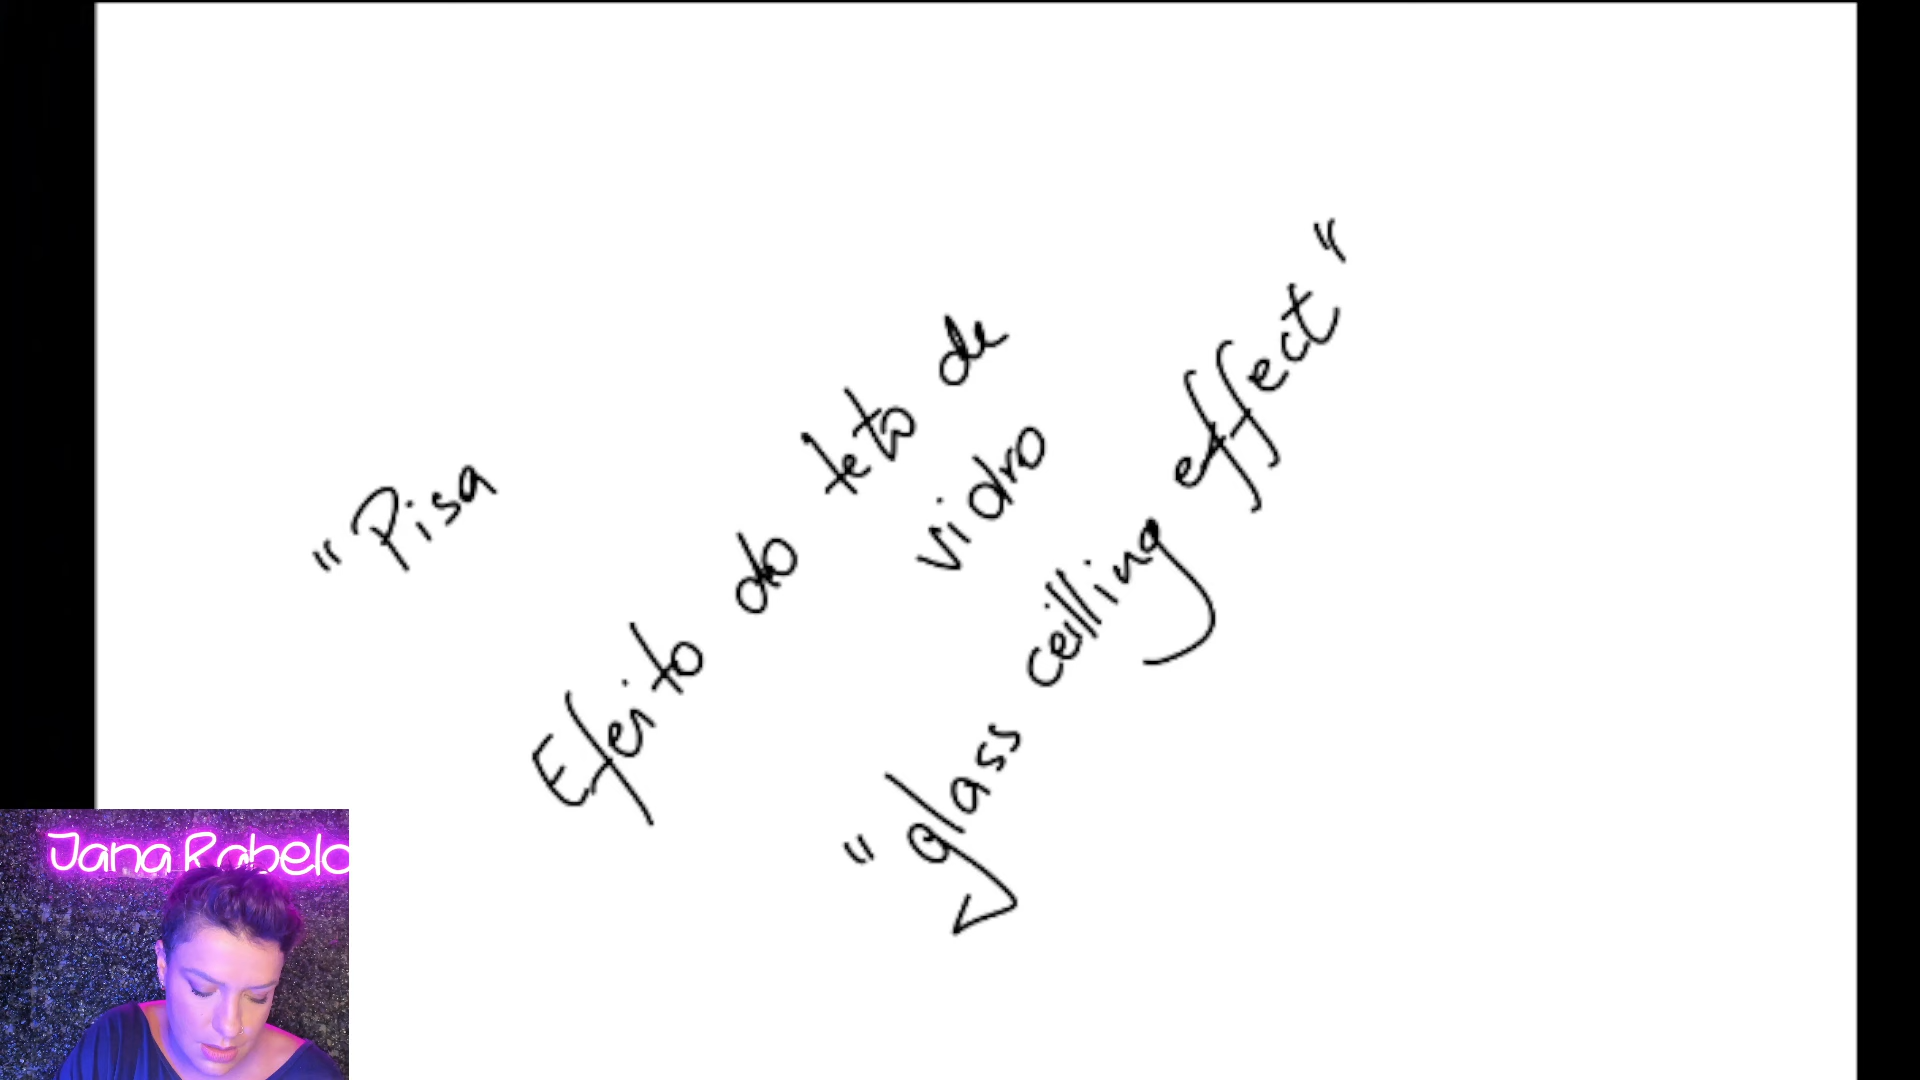 "Pisa
Efeito do teto de
vidro
"glass ceilling effect"
Jana Rabelo